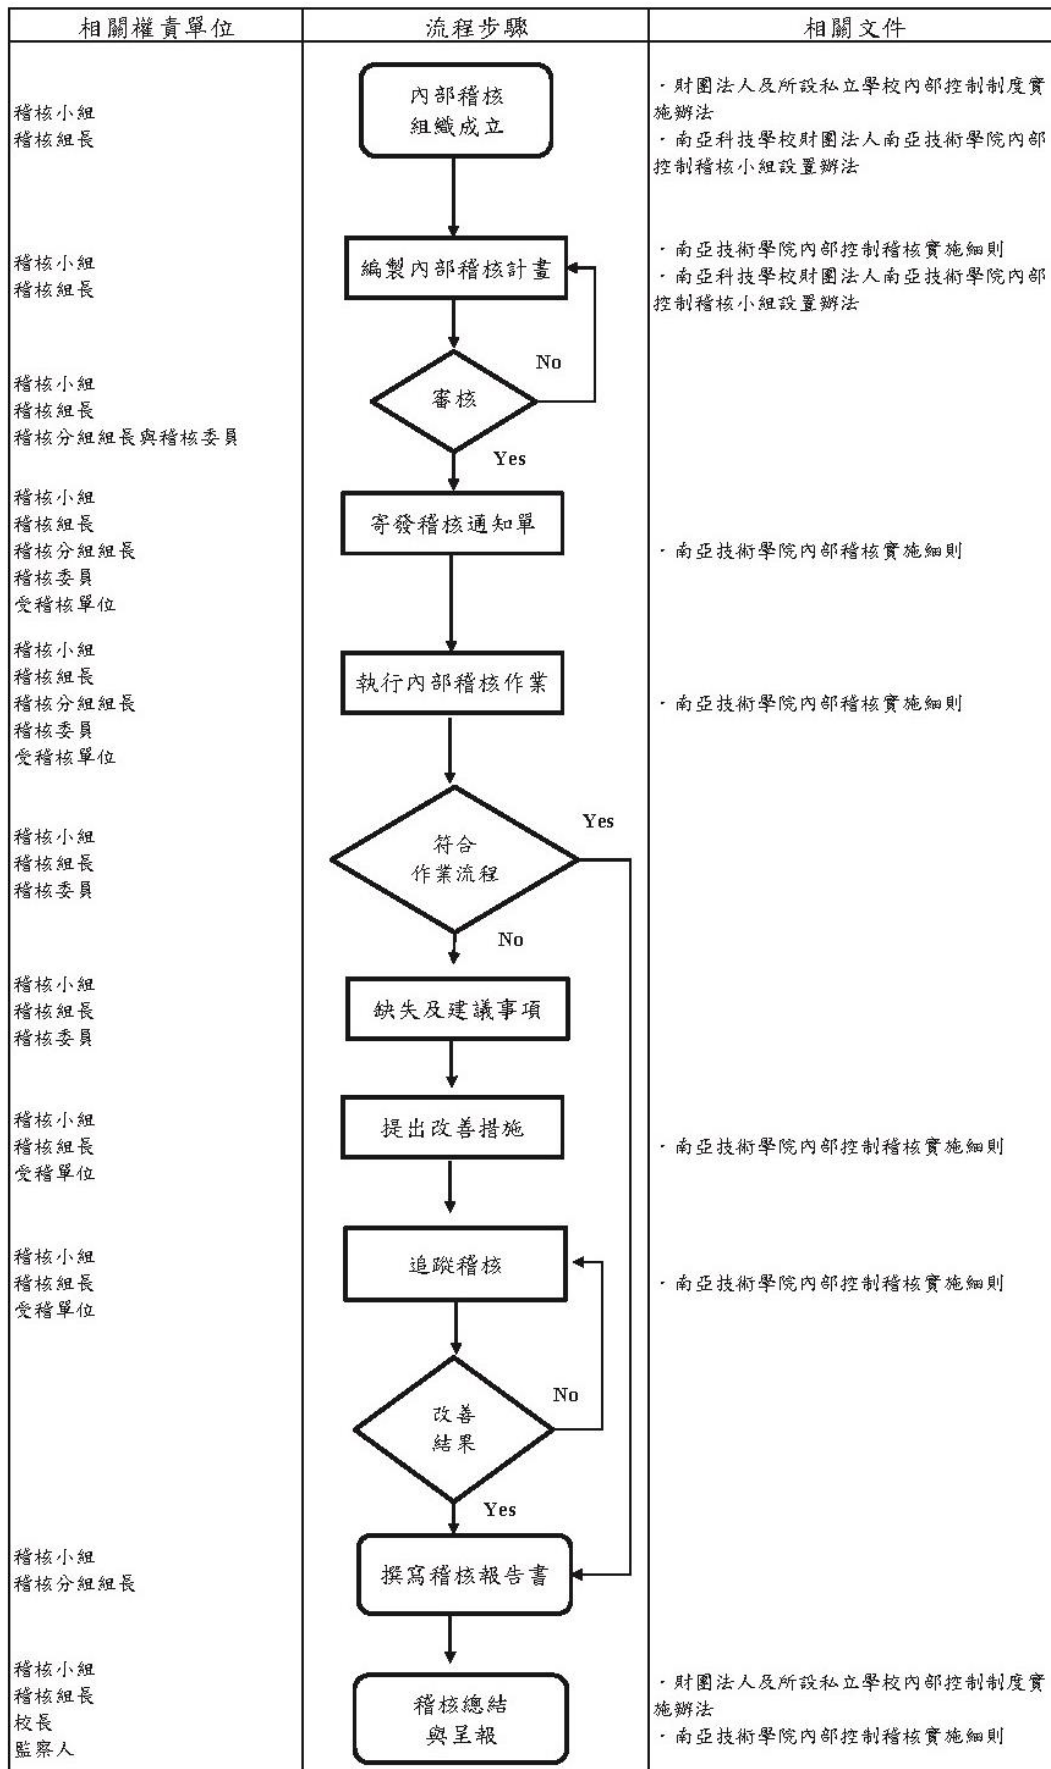 相關權責單位
流程步驟
相關文件
稽核小組
稽核組長
內部稽核
組織成立
．財團法人及所設私立學校內部控制制度實
施辦法
．南亞科技學校財團法人南亞技術學院內部
控制稽核小組設置辦法
稽核小組
稽核組長
編製內部稽核計畫
．南亞技術學院內部控制稽核實施細則
．南亞科技學校財團法人南亞技術學院內部
控制稽核小組設置辦法
No
稽核小組
稽核組長
稽核分組組長與稽核委員
審核
Yes
稽核小組
稽核組長
稽核分組組長
稽核委員
受稽核單位
寄發稽核通知單
．南亞技術學院內部稽核實施細則
稽核小組
稽核組長
稽核分組組長
稽核委員
受稽核單位
執行內部稽核作業
．南亞技術學院內部稽核實施細則
Yes
稽核小組
稽核組長
稽核委員
符合
作業流程
No
稽核小組
稽核組長
稽核委員
缺失及建議事項
稽核小組
稽核組長
受稽單位
提出改善措施
．南亞技術學院內部控制稽核實施細則
稽核小組
稽核組長
受稽單位
追蹤稽核
．南亞技術學院內部控制稽核實施細則
No
改善
結果
Yes
稽核小組
稽核分組組長
撰寫稽核報告書
稽核小組
稽核組長
校長
監察人
稽核總結
與呈報
．財團法人及所設私立學校內部控制制度實
施辦法
．南亞技術學院內部控制稽核實施細則